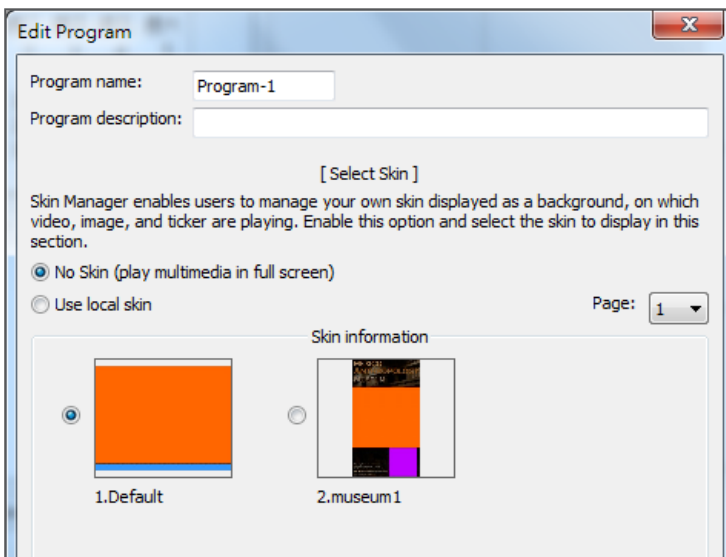 Edit Program
Program name: Program-1
Program description:
[ Select Skin ]
Skin Manager enables users to manage your own skin displayed as a background, on which
video, image, and ticker are playing. Enable this option and select the skin to display in this
section.
No Skin (play multimedia in full screen)
Use local skin
Page: 1
Skin information
1.Default
2.museum1